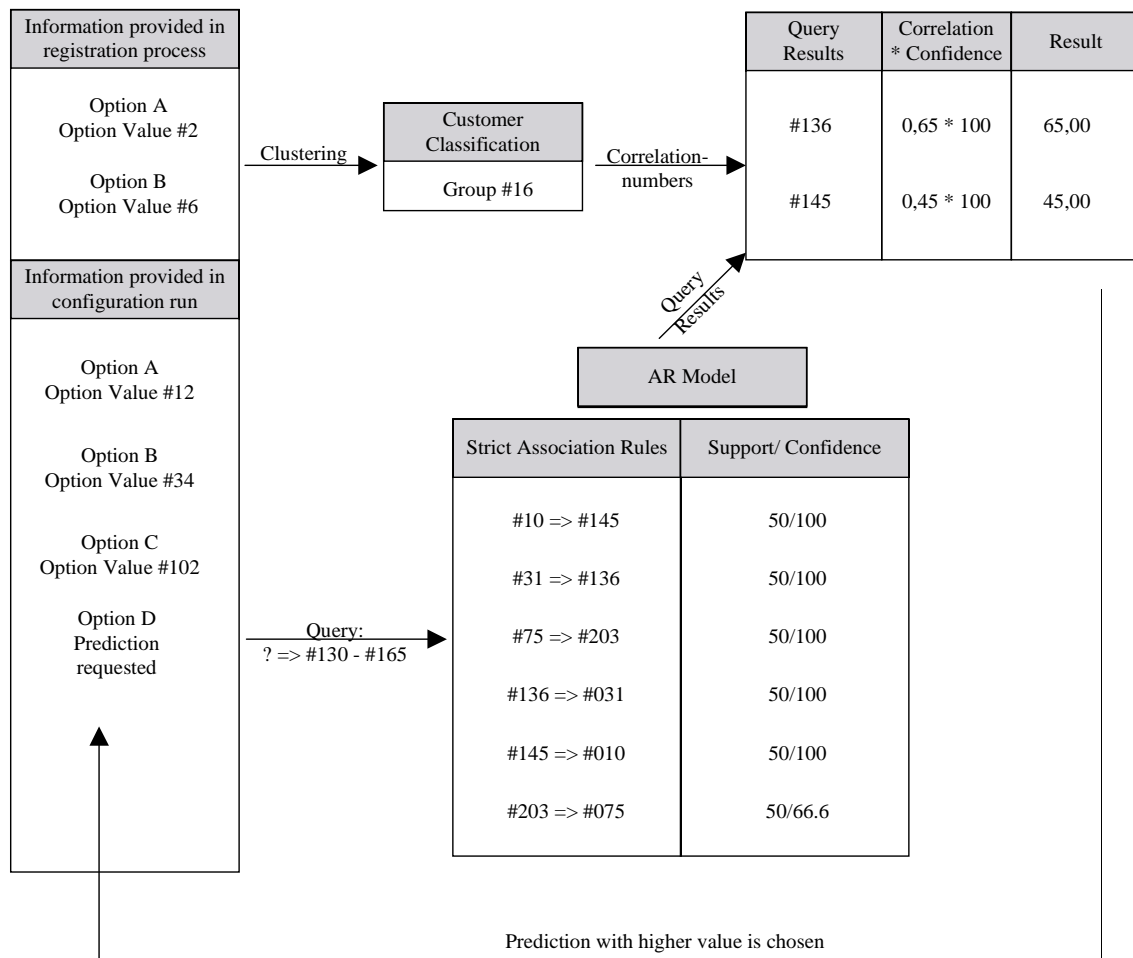 Information provided in
registration process
Option A
Option Value #2
Option B
Option Value #6
Clustering
Customer
Classification
Group #16
Correlation-
numbers
Query
Results
Correlation
* Confidence
Result
#136
0,65 * 100
65,00
#145
0,45 * 100
45,00
Information provided in
configuration run
Option A
Option Value #12
Option B
Option Value #34
Option C
Option Value #102
Option D
Prediction
requested
Query:
? => #130 - #165
Query
Results
AR Model
Strict Association Rules
Support/ Confidence
#10 => #145
50/100
#31 => #136
50/100
#75 => #203
50/100
#136 => #031
50/100
#145 => #010
50/100
#203 => #075
50/66.6
Prediction with higher value is chosen